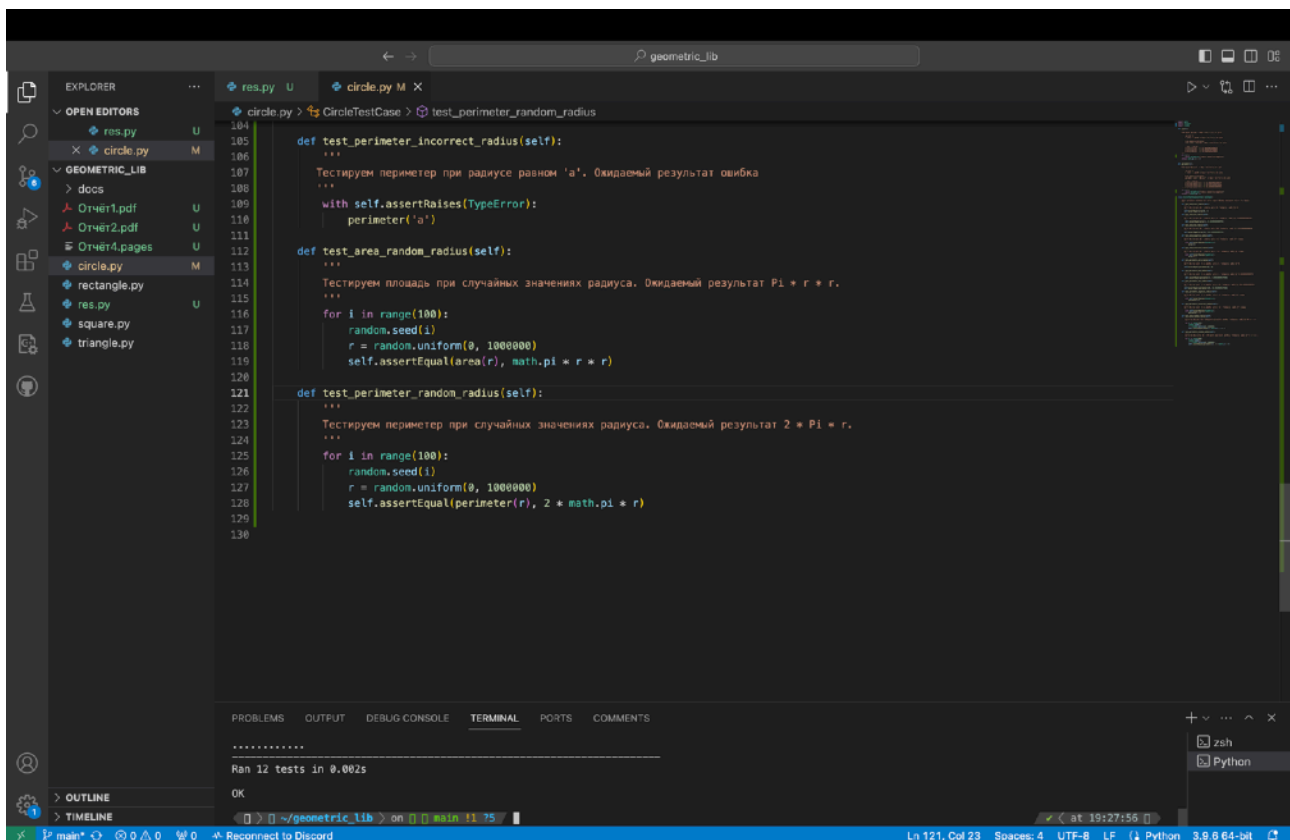 geometric_lib
EXPLORER
OPEN EDITORS
res.py U
circle.py M
GEOMETRIC_LIB
docs
Отчёт1.pdf U
Отчёт2.pdf U
Отчёт4.pages U
circle.py M
rectangle.py
res.py U
square.py
triangle.py
OUTLINE
TIMELINE
res.py U circle.py M
circle.py > CircleTestCase > test_perimeter_random_radius
104
105 def test_perimeter_incorrect_radius(self):
106 '''
107 Тестируем периметер при радиусе равном 'a'. Ожидаемый результат ошибка
108 '''
109 with self.assertRaises(TypeError):
110 perimeter('a')
111
112 def test_area_random_radius(self):
113 '''
114 Тестируем площадь при случайных значениях радиуса. Ожидаемый результат Pi * r * r.
115 '''
116 for i in range(100):
117 random.seed(i)
118 r = random.uniform(0, 1000000)
119 self.assertEqual(area(r), math.pi * r * r)
120
121 def test_perimeter_random_radius(self):
122 '''
123 Тестируем периметер при случайных значениях радиуса. Ожидаемый результат 2 * Pi * r.
124 '''
125 for i in range(100):
126 random.seed(i)
127 r = random.uniform(0, 1000000)
128 self.assertEqual(perimeter(r), 2 * math.pi * r)
129
130
PROBLEMS OUTPUT DEBUG CONSOLE TERMINAL PORTS COMMENTS
............
Ran 12 tests in 0.002s
OK
~/geometric_lib > on main !1 ?5
at 19:27:56
zsh
Python
main* 0 0 0 Reconnect to Discord Ln 121, Col 23 Spaces: 4 UTF-8 LF Python 3.9.6 64-bit